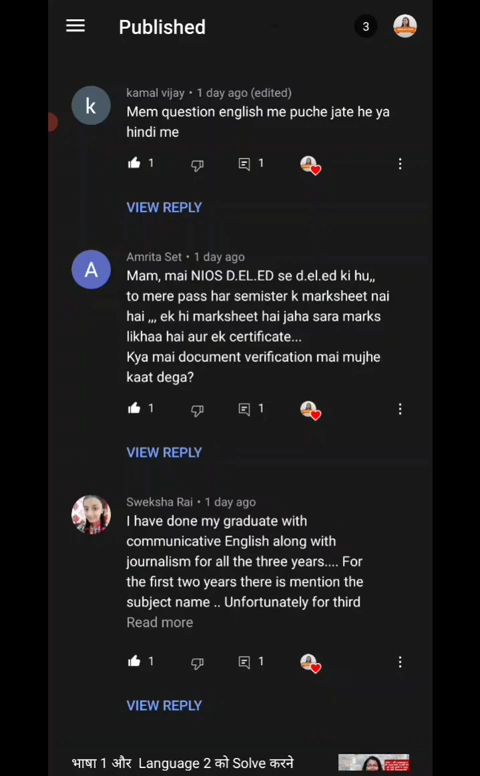 Published
3
k
kamal vijay • 1 day ago (edited)
Mem question english me puche jate he ya
hindi me
1
1
VIEW REPLY
A
Amrita Set • 1 day ago
Mam, mai NIOS D.EL.ED se d.el.ed ki hu,,
to mere pass har semister k marksheet nai
hai ,,, ek hi marksheet hai jaha sara marks
likhaa hai aur ek certificate...
Kya mai document verification mai mujhe
kaat dega?
1
1
VIEW REPLY
Sweksha Rai • 1 day ago
I have done my graduate with
communicative English along with
journalism for all the three years.... For
the first two years there is mention the
subject name .. Unfortunately for third
Read more
1
1
VIEW REPLY
भाषा 1 और Language 2 को Solve करने